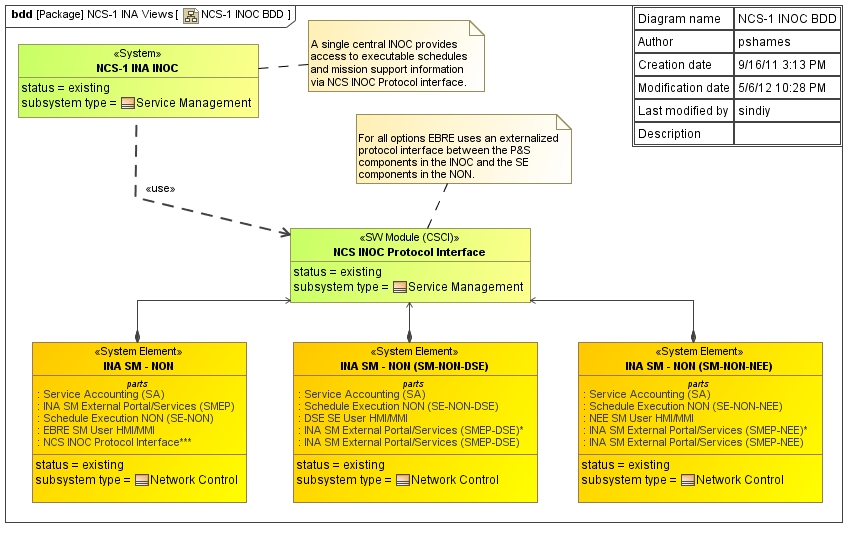 bdd [Package] NCS-1 INA Views [ NCS-1 INOC BDD ]
Diagram name NCS-1 INOC BDD
Author pshames
Creation date 9/16/11 3:13 PM
Modification date 5/6/12 10:28 PM
Last modified by sindiy
Description
«System»
NCS-1 INA INOC
status = existing
subsystem type = Service Management
A single central INOC provides
access to executable schedules
and mission support information
via NCS INOC Protocol interface.
For all options EBRE uses an externalized
protocol interface between the P&S
components in the INOC and the SE
components in the NON.
«use»
«SW Module (CSCI)»
NCS INOC Protocol Interface
status = existing
subsystem type = Service Management
«System Element»
INA SM - NON
parts
: Service Accounting (SA)
: INA SM External Portal/Services (SMEP)
: Schedule Execution NON (SE-NON)
: EBRE SM User HMI/MMI
: NCS INOC Protocol Interface***
status = existing
subsystem type = Network Control
«System Element»
INA SM - NON (SM-NON-DSE)
parts
: Service Accounting (SA)
: Schedule Execution NON (SE-NON-DSE)
: DSE SE User HMI/MMI
: INA SM External Portal/Services (SMEP-DSE)*
: INA SM External Portal/Services (SMEP-DSE)
status = existing
subsystem type = Network Control
«System Element»
INA SM - NON (SM-NON-NEE)
parts
: Service Accounting (SA)
: Schedule Execution NON (SE-NON-NEE)
: NEE SM User HMI/MMI
: INA SM External Portal/Services (SMEP-NEE)*
: INA SM External Portal/Services (SMEP-NEE)
status = existing
subsystem type = Network Control